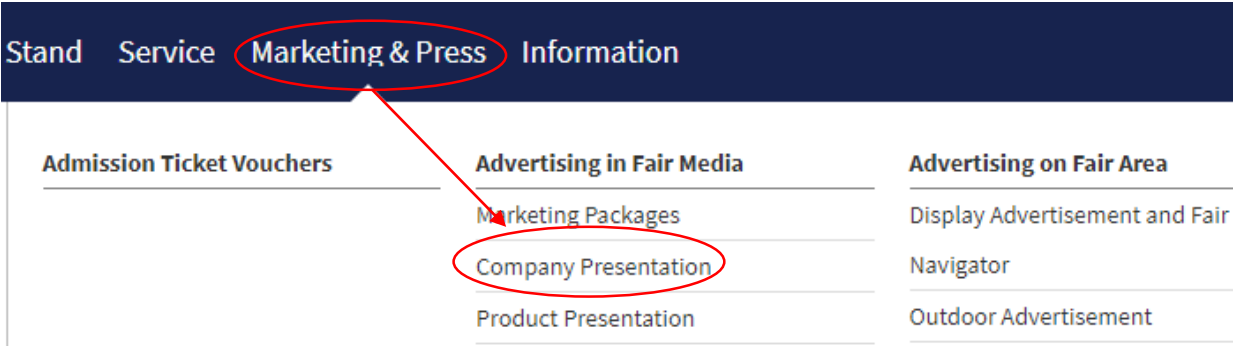 Stand Service Marketing & Press Information
Admission Ticket Vouchers
Advertising in Fair Media
Marketing Packages
Company Presentation
Product Presentation
Advertising on Fair Area
Display Advertisement and Fair
Navigator
Outdoor Advertisement